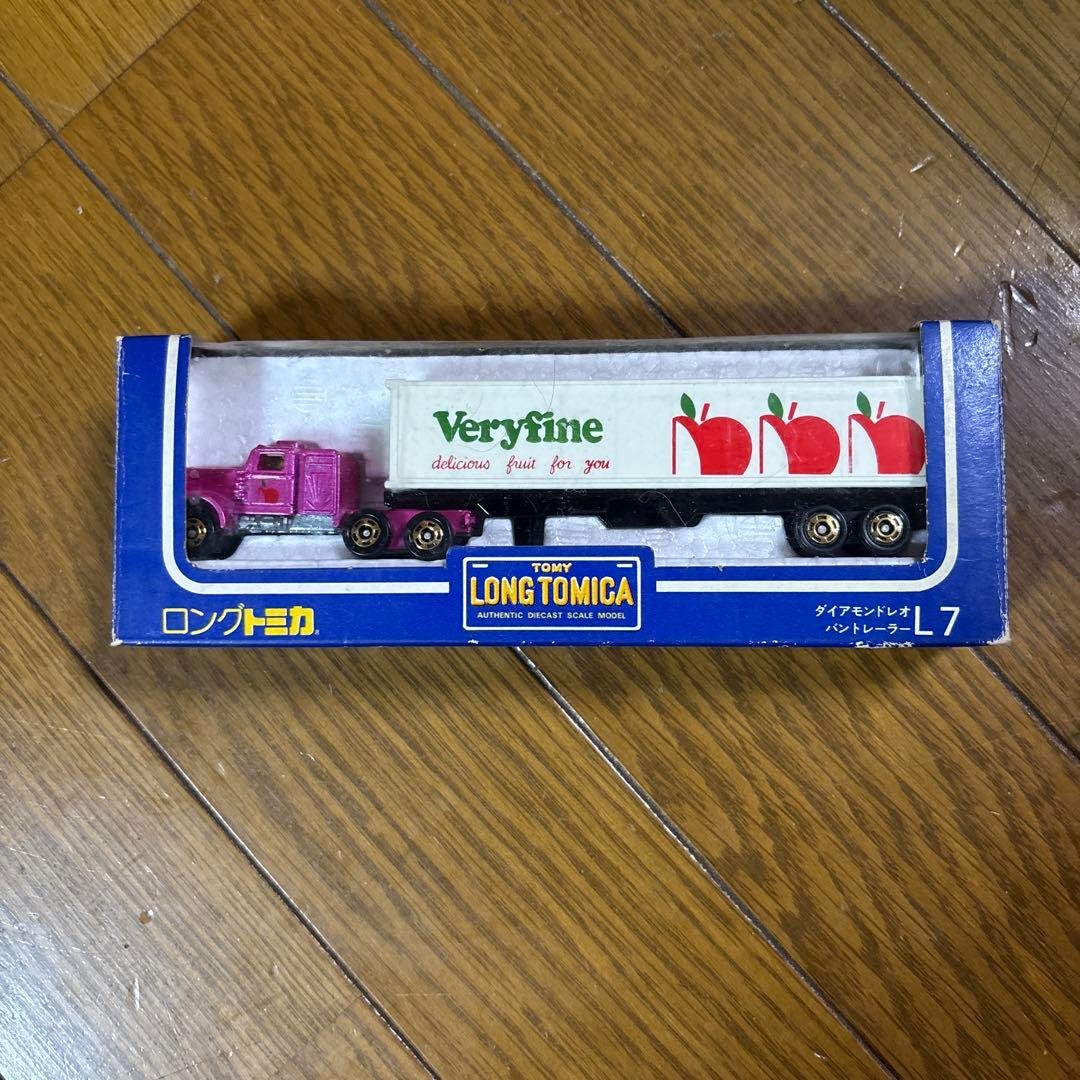 Veryfine
delicious fruit for you
TOMY
LONG TOMICA
AUTHENTIC DIECAST SCALE MODEL
ロングトミカ
ダイアモンドレオ
バントレーラー L7